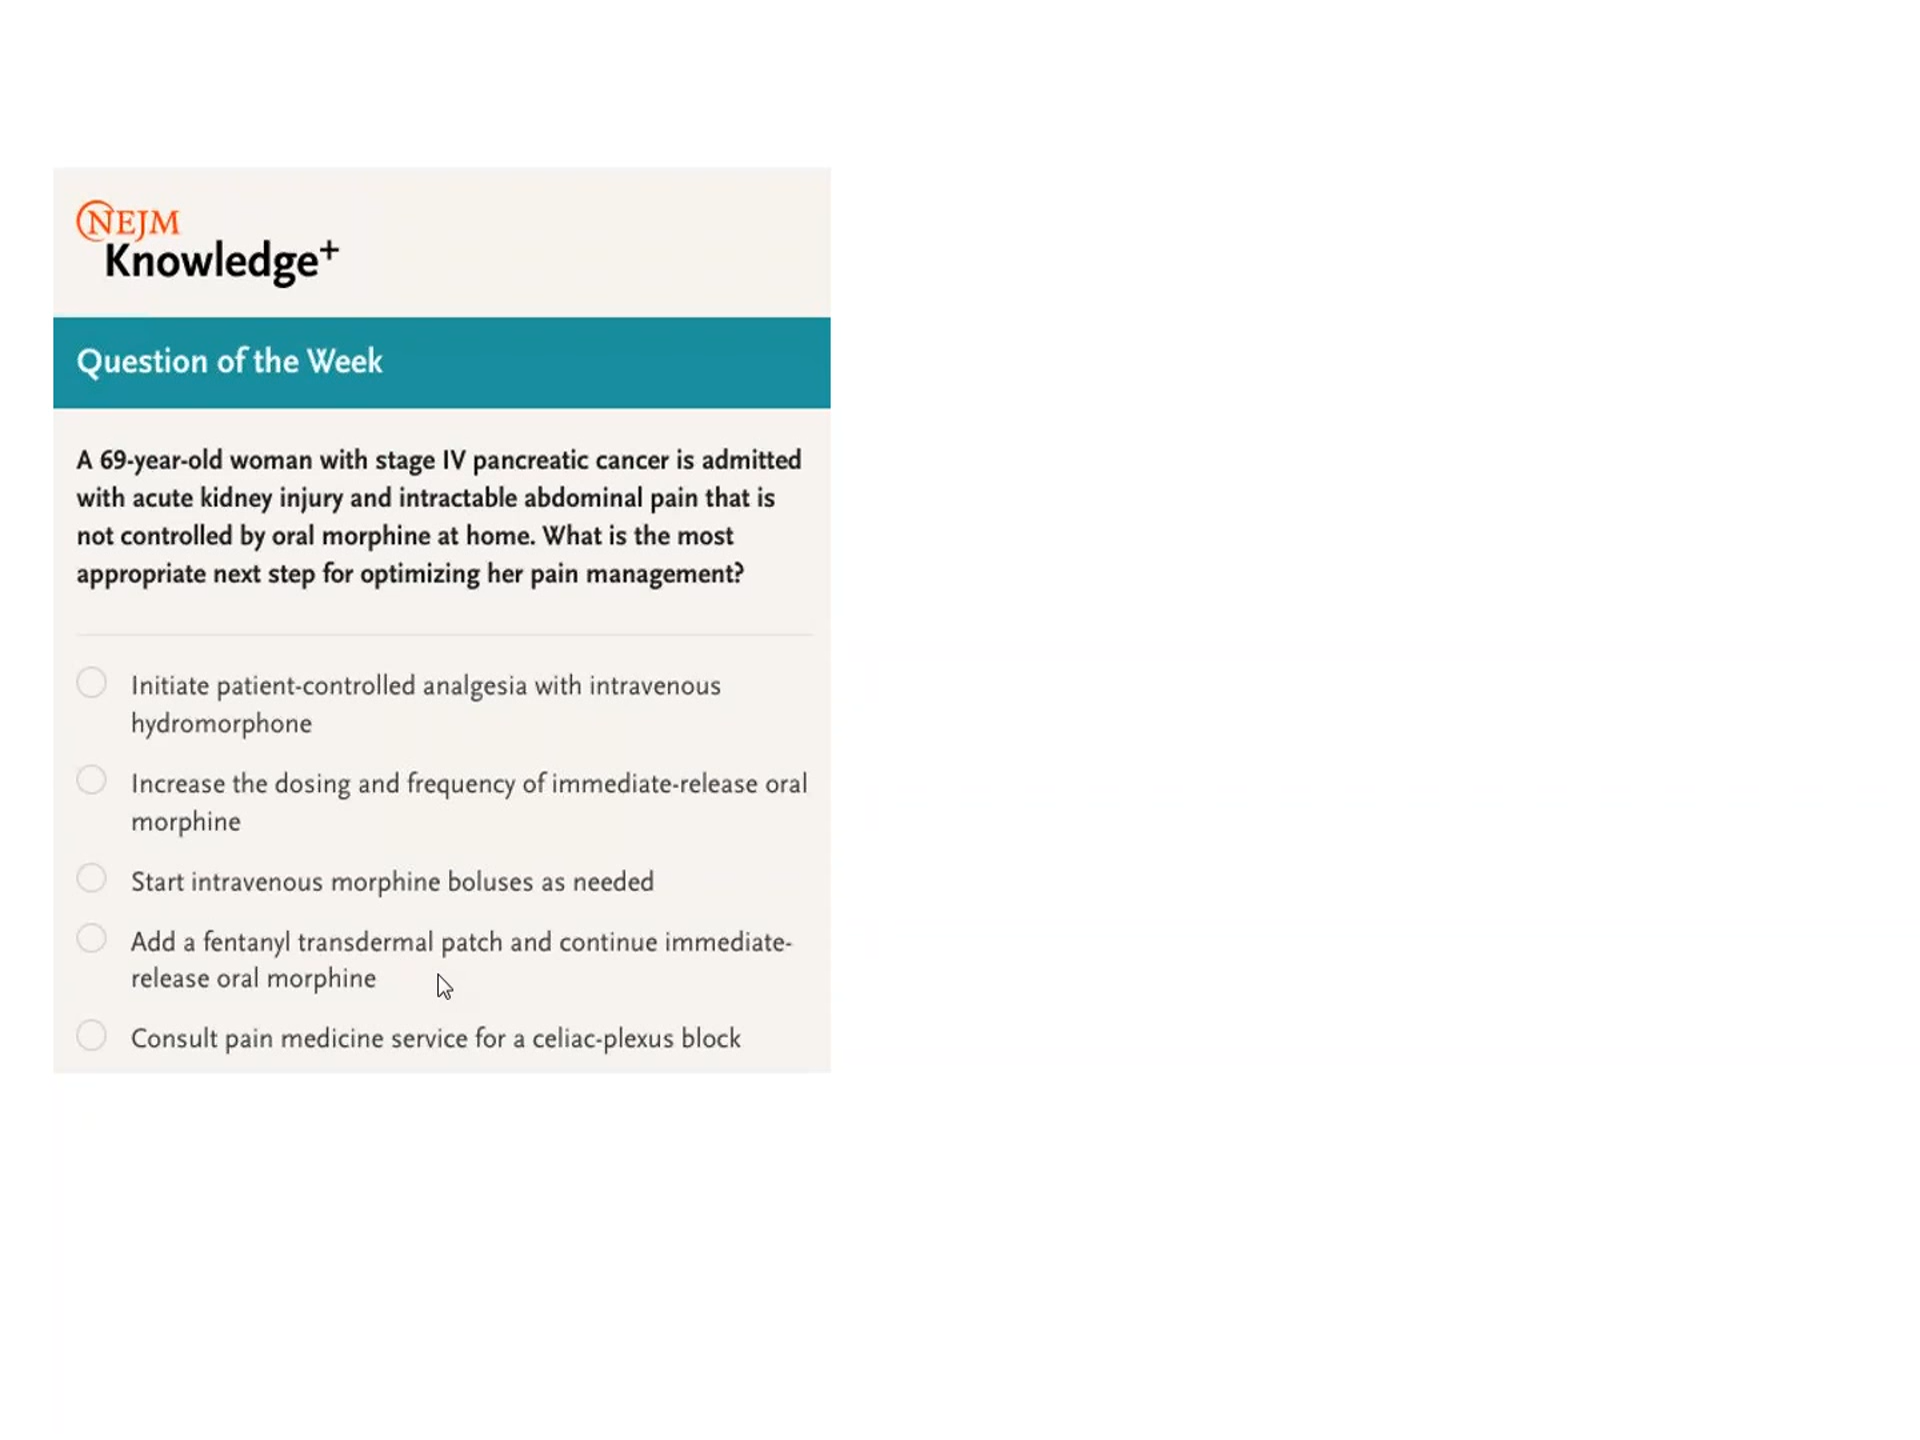 NEJM
Knowledge+
Question of the Week
A 69-year-old woman with stage IV pancreatic cancer is admitted
with acute kidney injury and intractable abdominal pain that is
not controlled by oral morphine at home. What is the most
appropriate next step for optimizing her pain management?
Initiate patient-controlled analgesia with intravenous
hydromorphone
Increase the dosing and frequency of immediate-release oral
morphine
Start intravenous morphine boluses as needed
Add a fentanyl transdermal patch and continue immediate-
release oral morphine
Consult pain medicine service for a celiac-plexus block